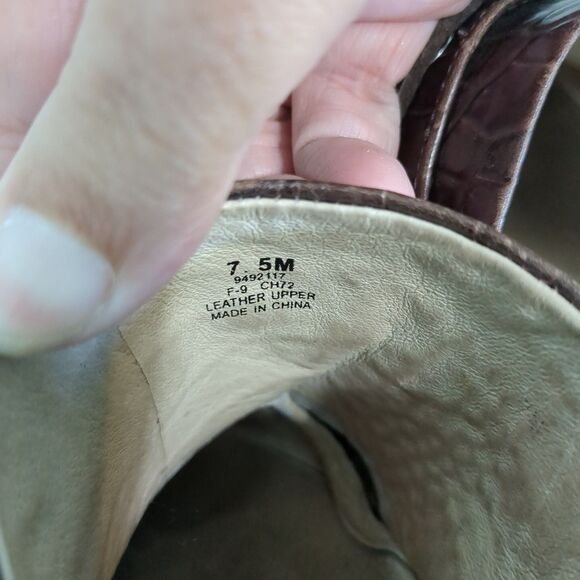 7.5M
9492117
F-9 CH72
LEATHER UPPER
MADE IN CHINA